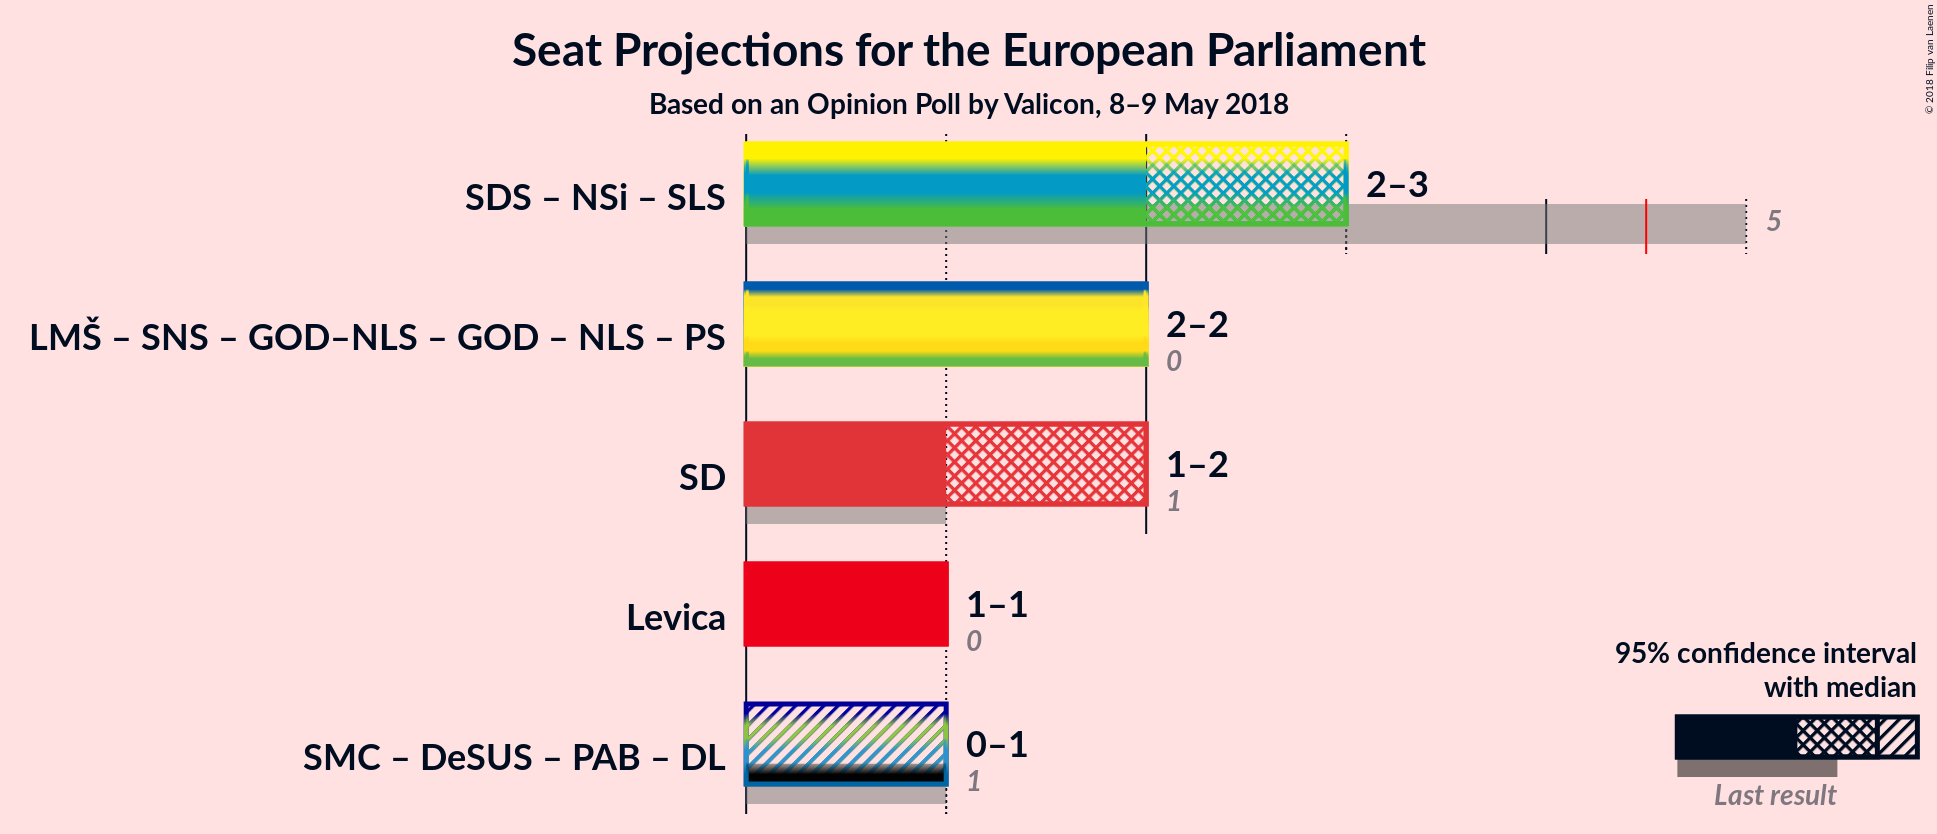 Seat Projections for the European Parliament
Based on an Opinion Poll by Valicon, 8–9 May 2018
© 2018 Filip van Laenen
SDS – NSi – SLS
2–3
5
LMŠ – SNS – GOD–NLS – GOD – NLS – PS
2–2
0
SD
1–2
1
Levica
1–1
0
SMC – DeSUS – PAB – DL
0–1
1
95% confidence interval
with median
Last result